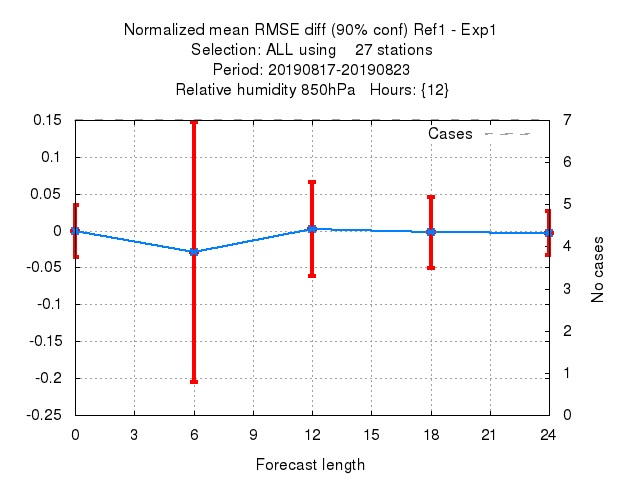 Normalized mean RMSE diff (90% conf) Ref1 - Exp1
Selection: ALL using 27 stations
Period: 20190817-20190823
Relative humidity 850hPa Hours: {12}
0.15
0.1
0.05
0
-0.05
-0.1
-0.15
-0.2
-0.25
Cases
7
6
5
4
3
2
1
0
No cases
0 3 6 9 12 15 18 21 24
Forecast length